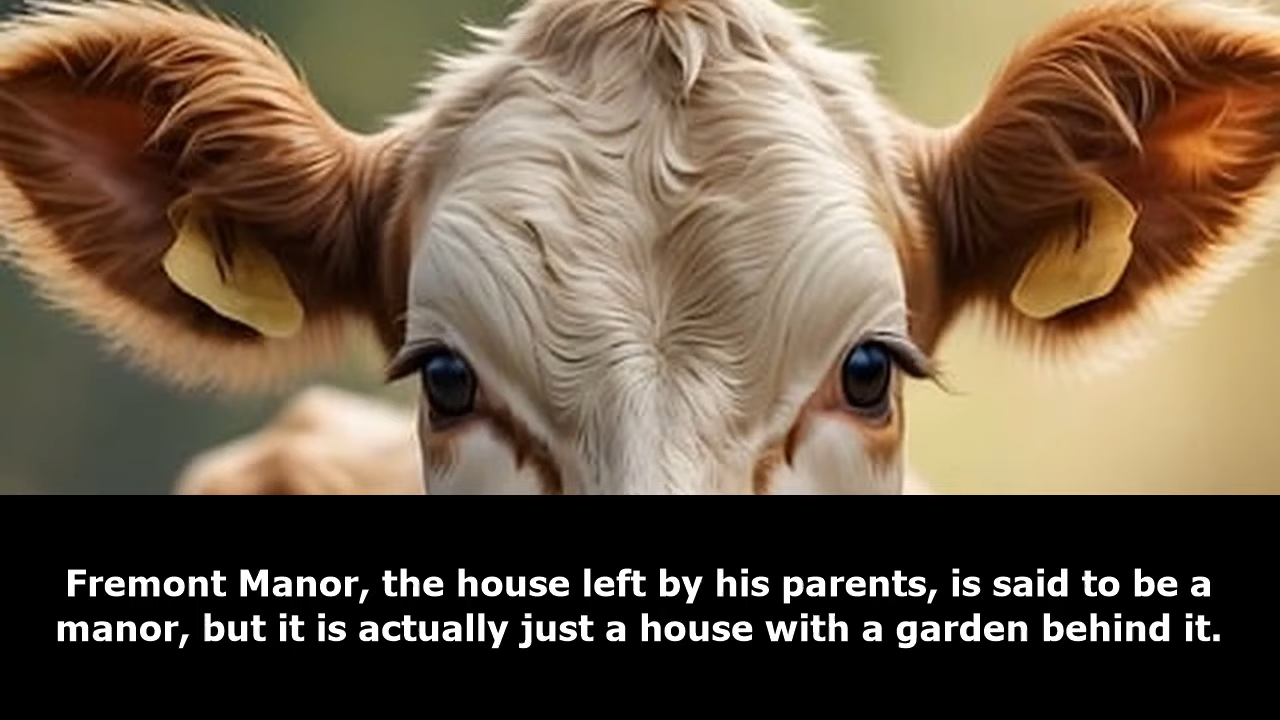 Fremont Manor, the house left by his parents, is said to be a
manor, but it is actually just a house with a garden behind it.